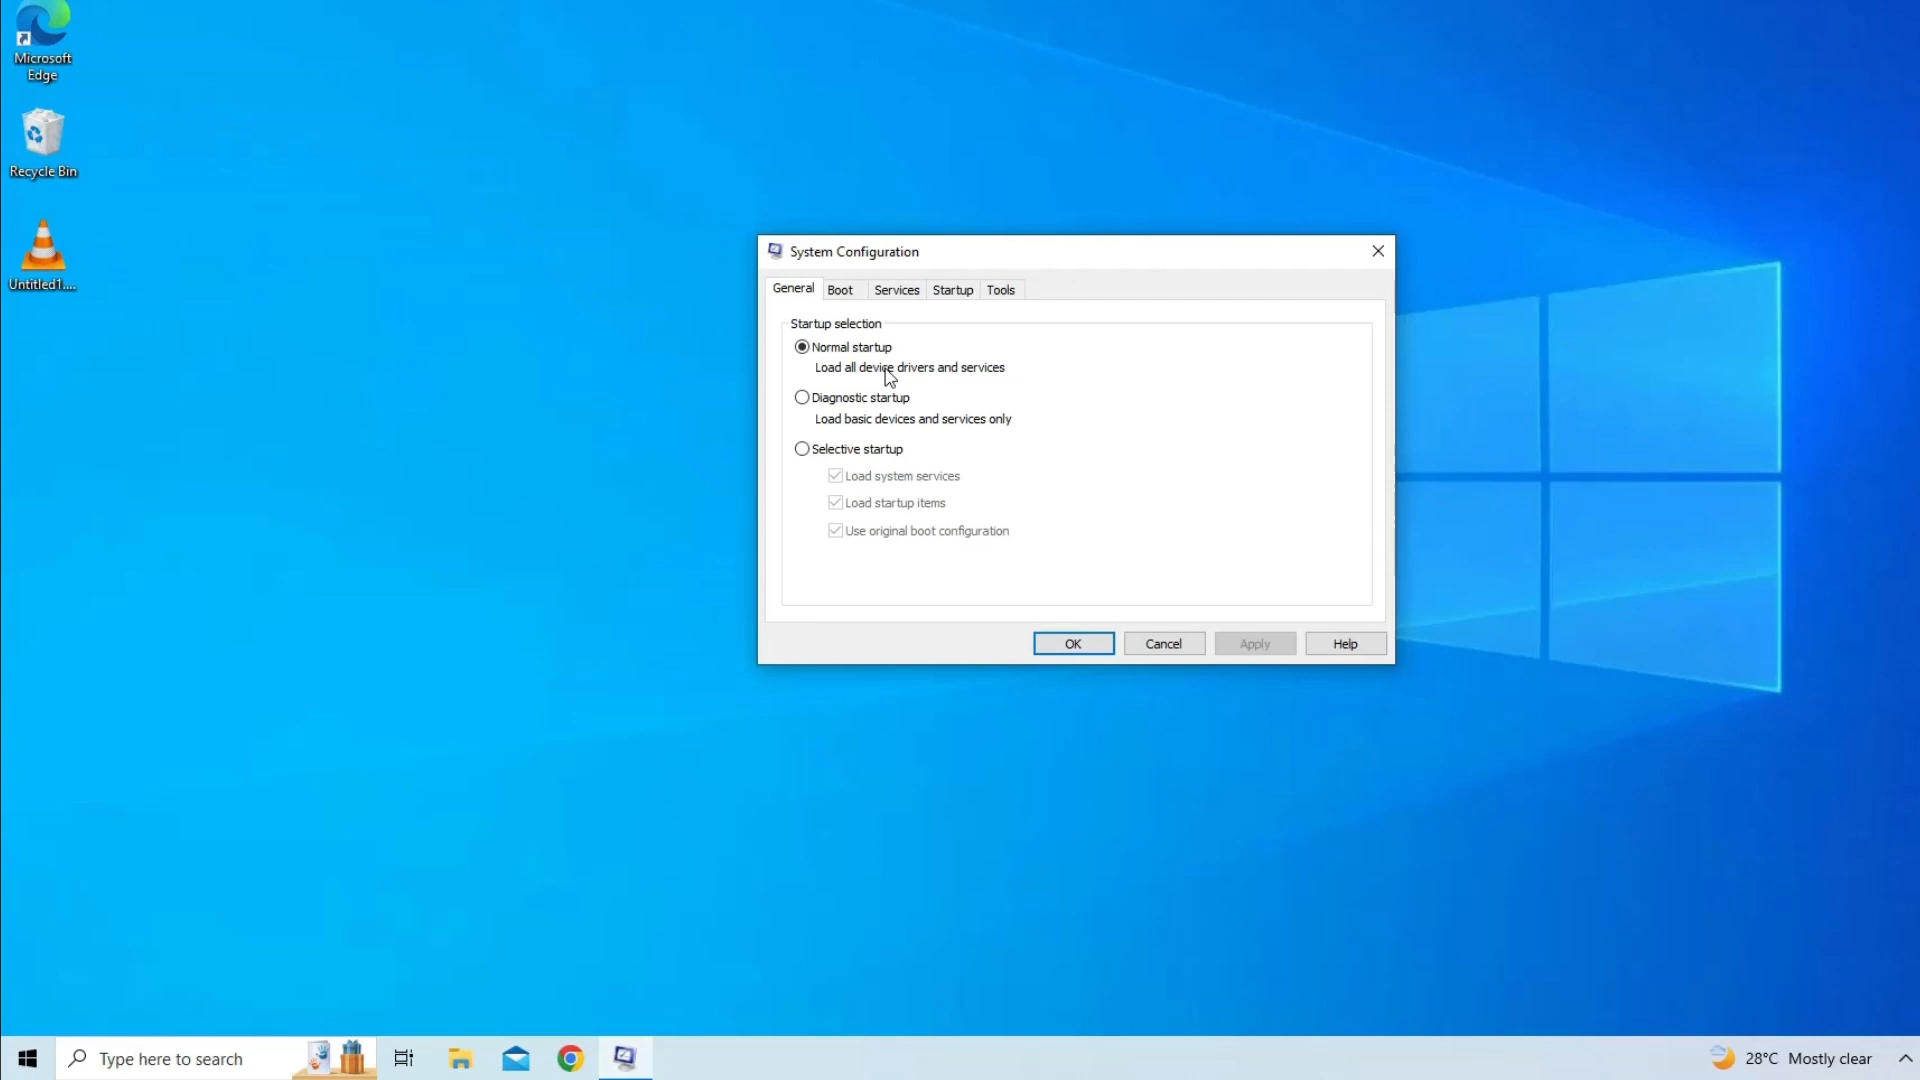 Microsoft
Edge
Recycle Bin
Untitled1....
System Configuration
General
Boot
Services
Startup
Tools
Startup selection
Normal startup
Load all device drivers and services
Diagnostic startup
Load basic devices and services only
Selective startup
Load system services
Load startup items
Use original boot configuration
OK
Cancel
Apply
Help
Type here to search
28°C Mostly clear